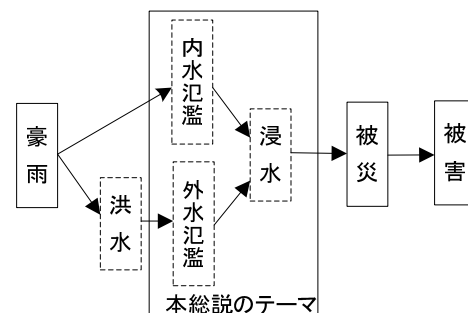 豪雨
洪水
内水氾濫
外水氾濫
浸水
被災
被害
本総説のテーマ